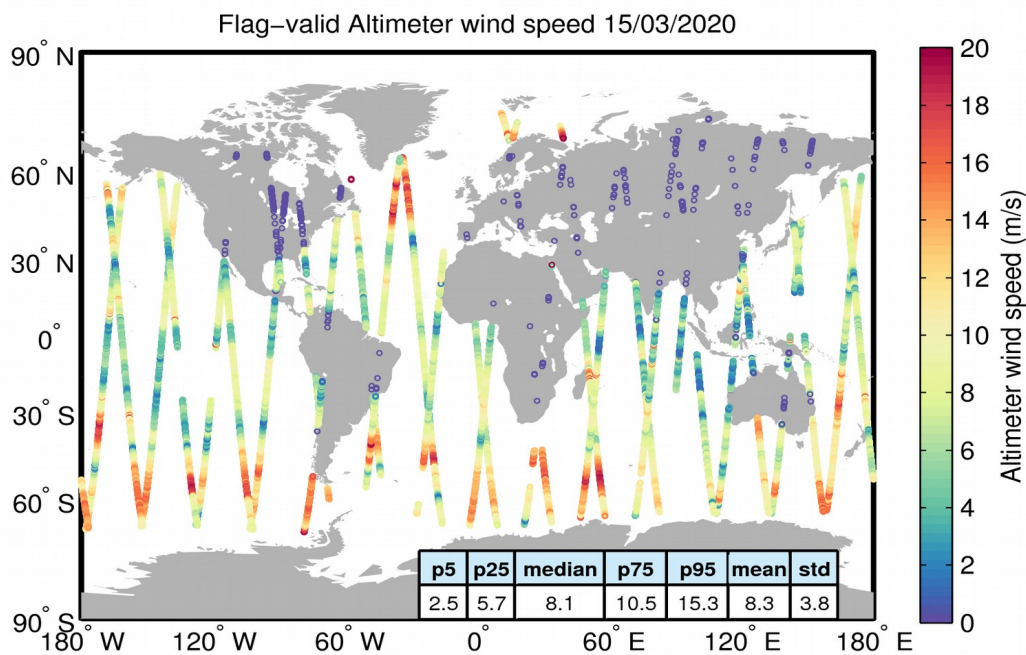 Flag−valid Altimeter wind speed 15/03/2020
90° N
60° N
30° N
0°
30° S
60° S
90° S
180° W
120° W
60° W
0°
60° E
120° E
180° E
p5 p25 median p75 p95 mean std
2.5 5.7 8.1 10.5 15.3 8.3 3.8
20
18
16
14
12
10
8
6
4
2
0
Altimeter wind speed (m/s)